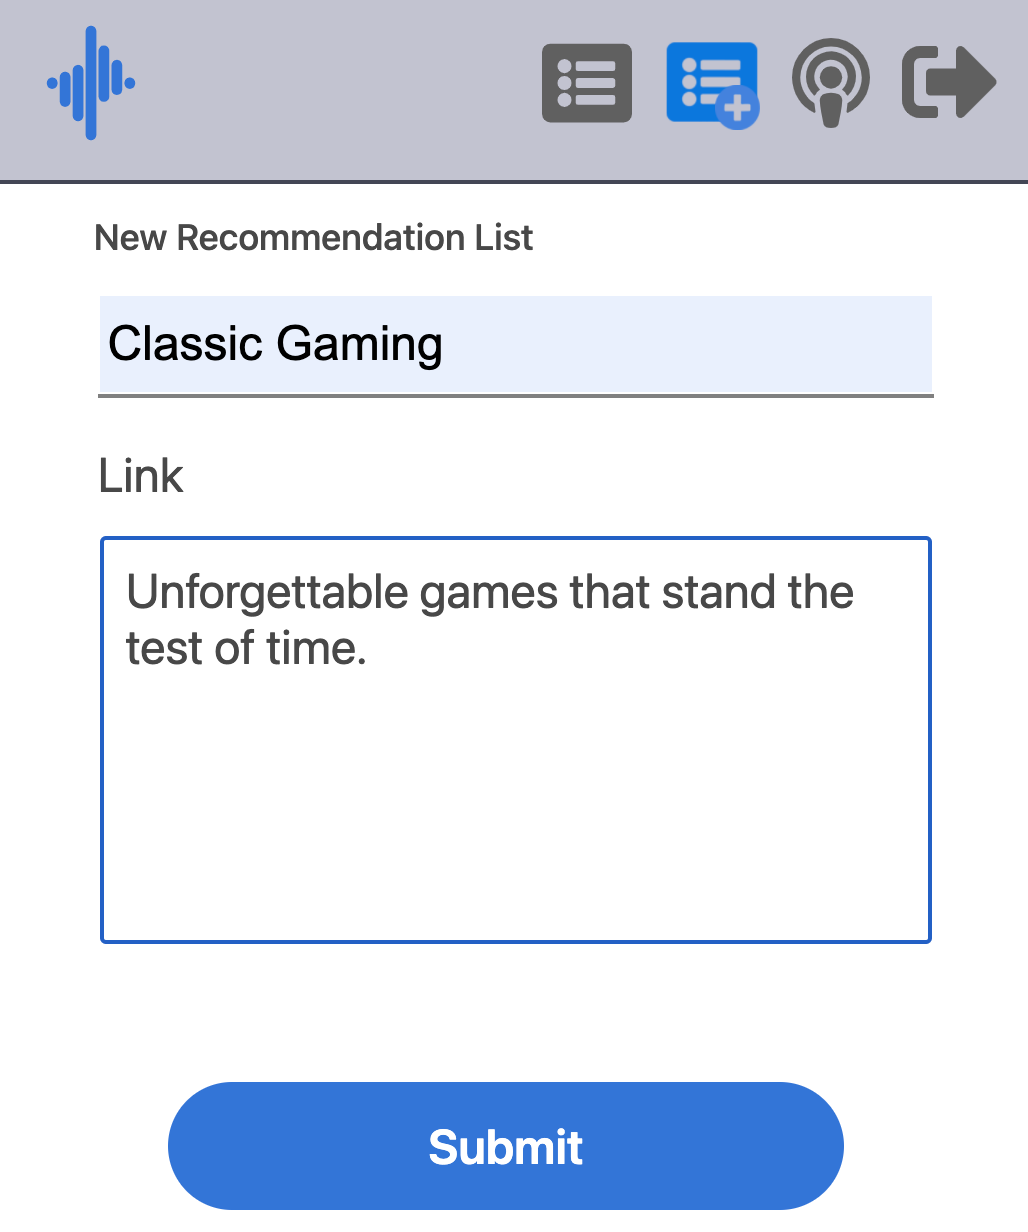 New Recommendation List
Classic Gaming
Link
Unforgettable games that stand the
test of time.
Submit